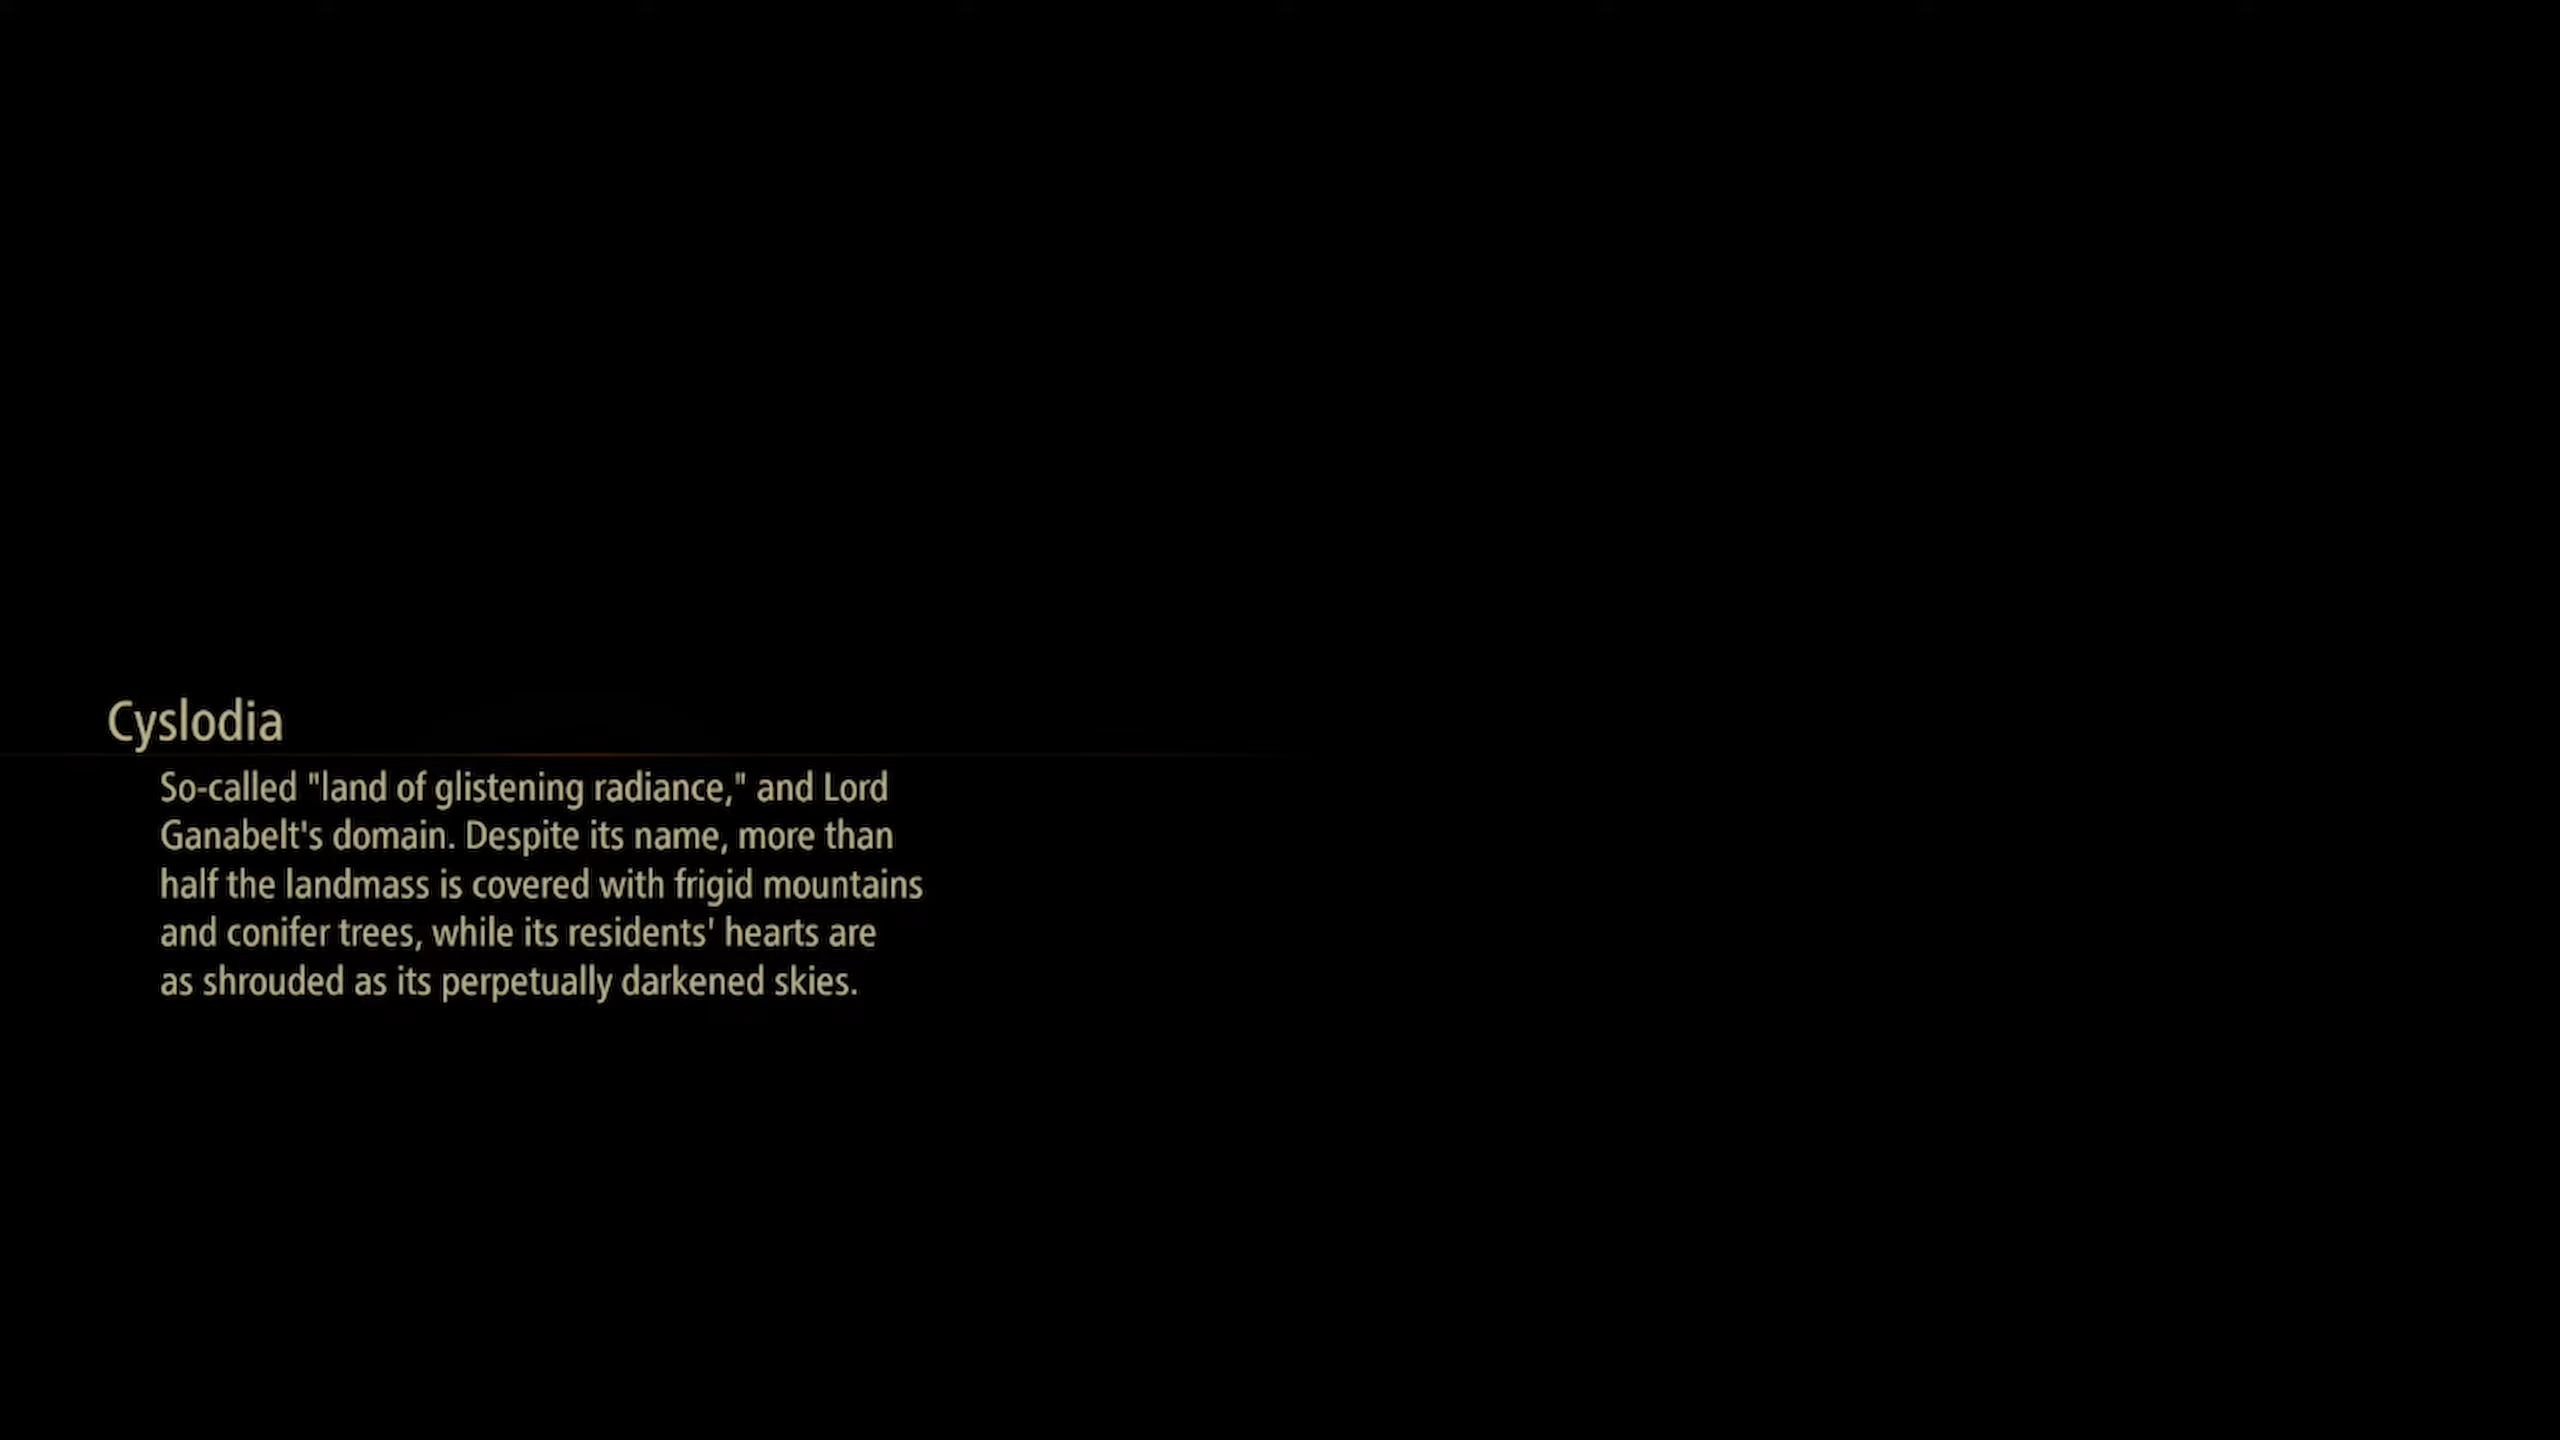 Cyslodia
So-called "land of glistening radiance," and Lord
Ganabelt's domain. Despite its name, more than
half the landmass is covered with frigid mountains
and conifer trees, while its residents' hearts are
as shrouded as its perpetually darkened skies.